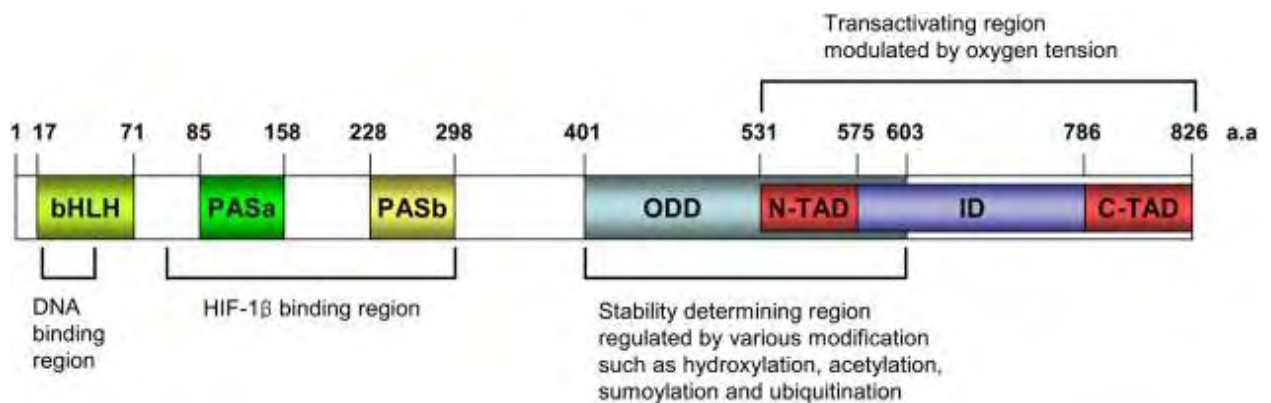 Transactivating region
modulated by oxygen tension
1 17 71 85 158 228 298 401 531 575 603 786 826 a.a
bHLH PASa PASb ODD N-TAD ID C-TAD
DNA
binding
region
HIF-1β binding region
Stability determining region
regulated by various modification
such as hydroxylation, acetylation,
sumoylation and ubiquitination